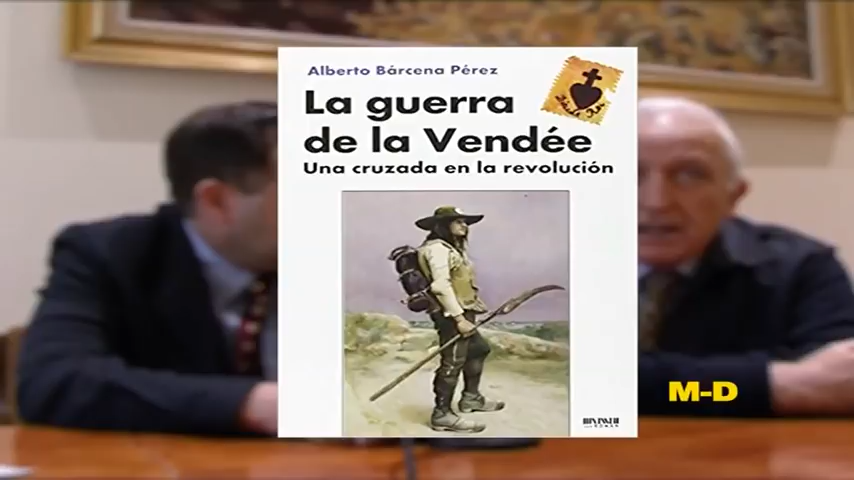 Alberto Bárcena Pérez
La guerra
de la Vendée
Una cruzada en la revolución
M-D